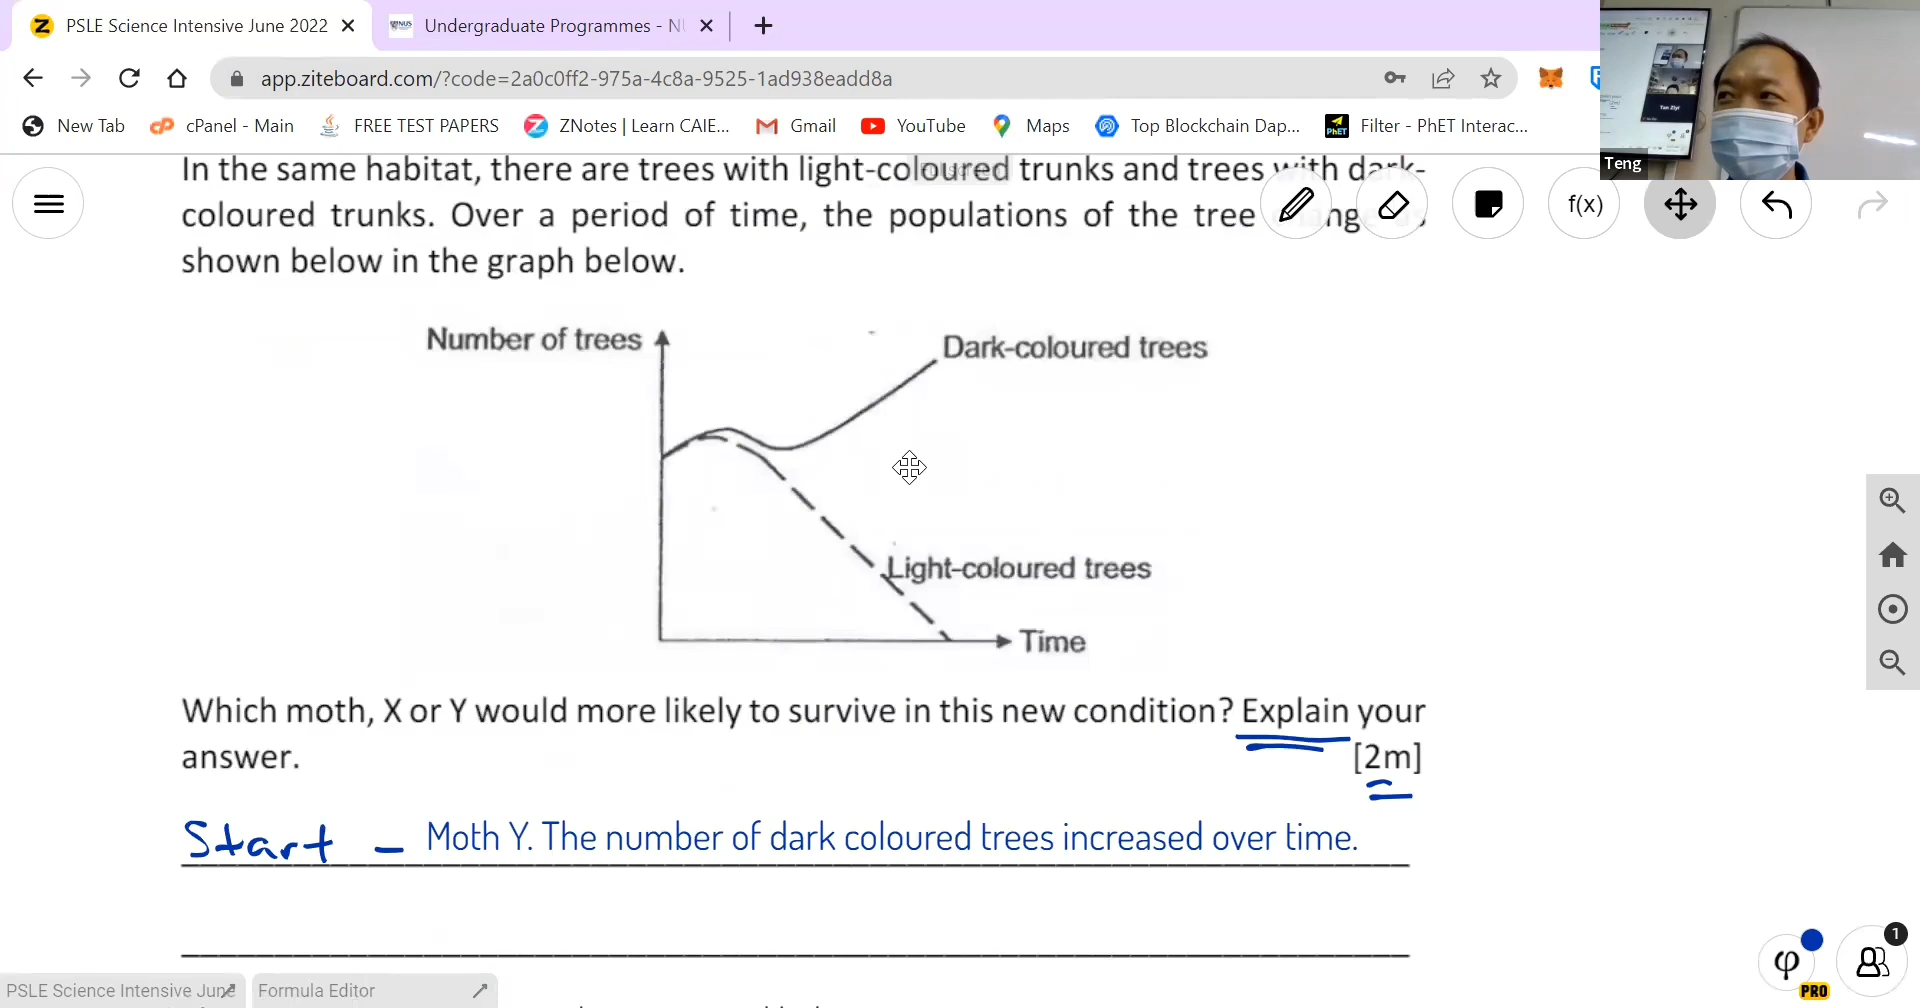 PSLE Science Intensive June 2022
Undergraduate Programmes - NU
app.ziteboard.com/?code=2a0c0ff2-975a-4c8a-9525-1ad938eadd8a
New Tab
cPanel - Main
FREE TEST PAPERS
ZNotes | Learn CAIE...
Gmail
YouTube
Maps
Top Blockchain Dap...
Filter - PhET Interac...
Teng
In the same habitat, there are trees with light-coloured trunks and trees with dark-
coloured trunks. Over a period of time, the populations of the tree
shown below in the graph below.
f(x)
Number of trees
Dark-coloured trees
Light-coloured trees
Time
Which moth, X or Y would more likely to survive in this new condition? Explain your
answer. [2m]
Start – Moth Y. The number of dark coloured trees increased over time.
PSLE Science Intensive June
Formula Editor
φ
PRO
1